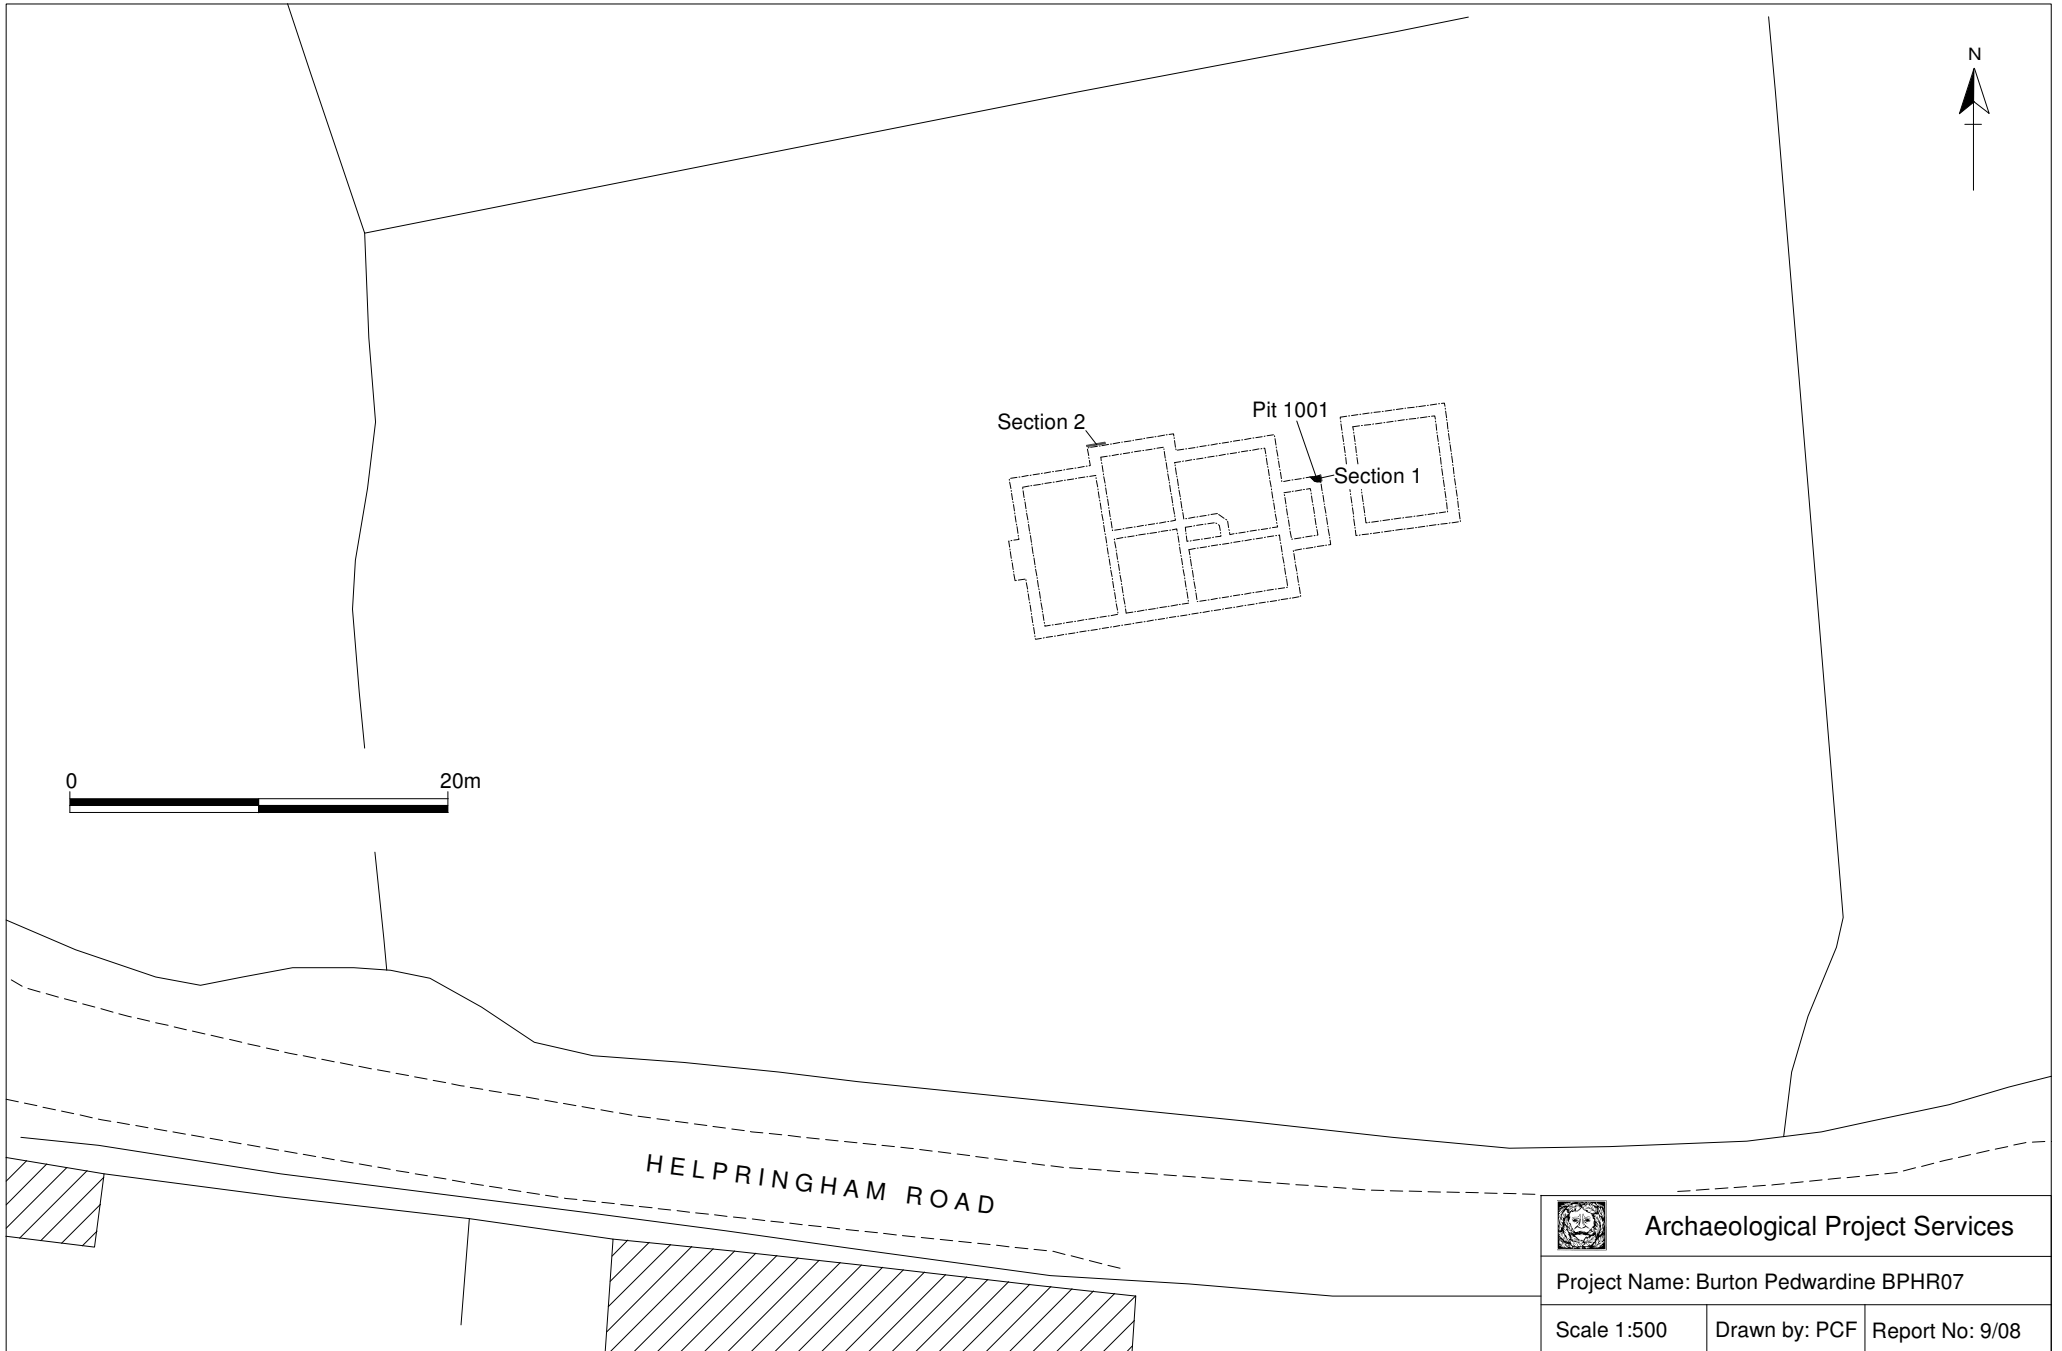 N
Section 2
Pit 1001
Section 1
0 20m
HELPRINGHAM ROAD
Archaeological Project Services
Project Name: Burton Pedwardine BPHR07
Scale 1:500
Drawn by: PCF
Report No: 9/08